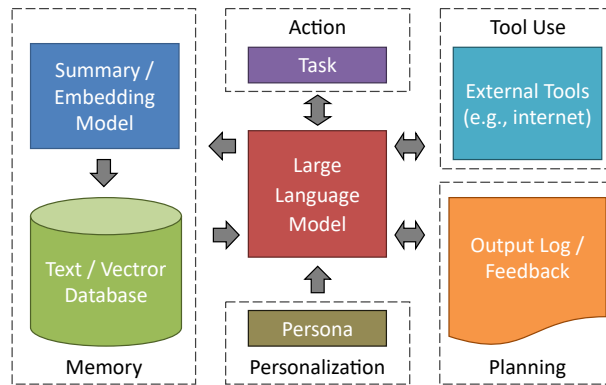 Summary /
Embedding
Model
Text / Vectror
Database
Memory
Action
Task
Large
Language
Model
Persona
Personalization
Tool Use
External Tools
(e.g., internet)
Output Log /
Feedback
Planning